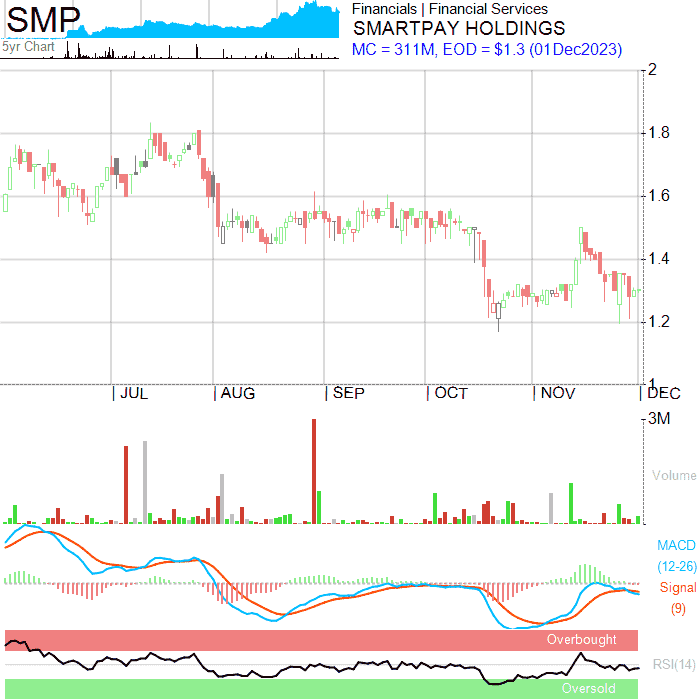 SMP
5yr Chart
Financials | Financial Services
SMARTPAY HOLDINGS
MC = 311M, EOD = $1.3 (01Dec2023)
2
1.8
1.6
1.4
1.2
1
JUL AUG SEP OCT NOV DEC
3M
Volume
MACD
(12-26)
Signal
(9)
Overbought
RSI(14)
Oversold